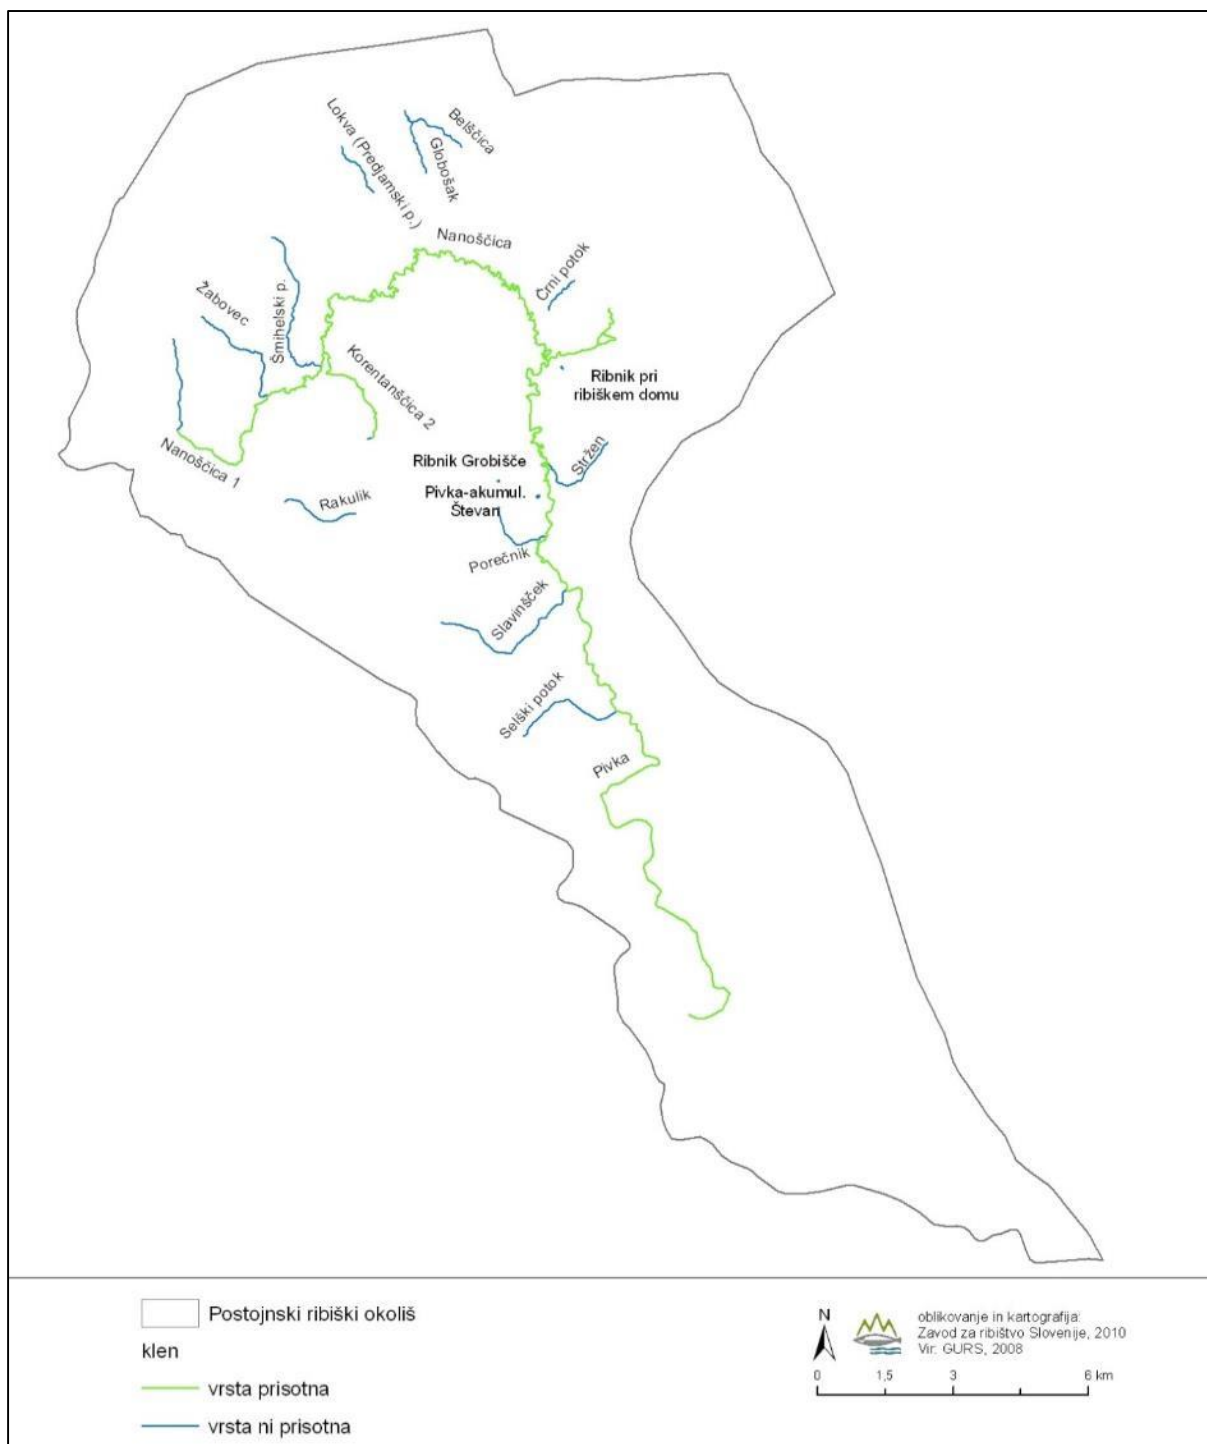 Lokva (Predjamski p.)
Belščica
Globošak
Nanoščica
Črni potok
Žabovec
Šmihelski p.
Korentanščica 2
Ribnik pri
ribiškem domu
Nanoščica 1
Ribnik Grobišče
Stržen
Rakulik
Pivka-akumul.
Števan
Porečnik
Slavinšček
Selški potok
Pivka
Postojnski ribiški okoliš
klen
vrsta prisotna
vrsta ni prisotna
N
oblikovanje in kartografija:
Zavod za ribištvo Slovenije, 2010
Vir: GURS, 2008
0 1,5 3 6 km